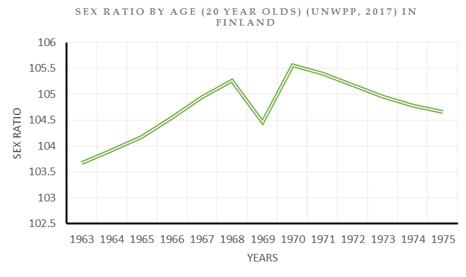 SEX RATIO BY AGE (20 YEAR OLDS) (UNWPP, 2017) IN
FINLAND
106
105.5
105
104.5
104
103.5
103
102.5
SEX RATIO
1963 1964 1965 1966 1967 1968 1969 1970 1971 1972 1973 1974 1975
YEARS